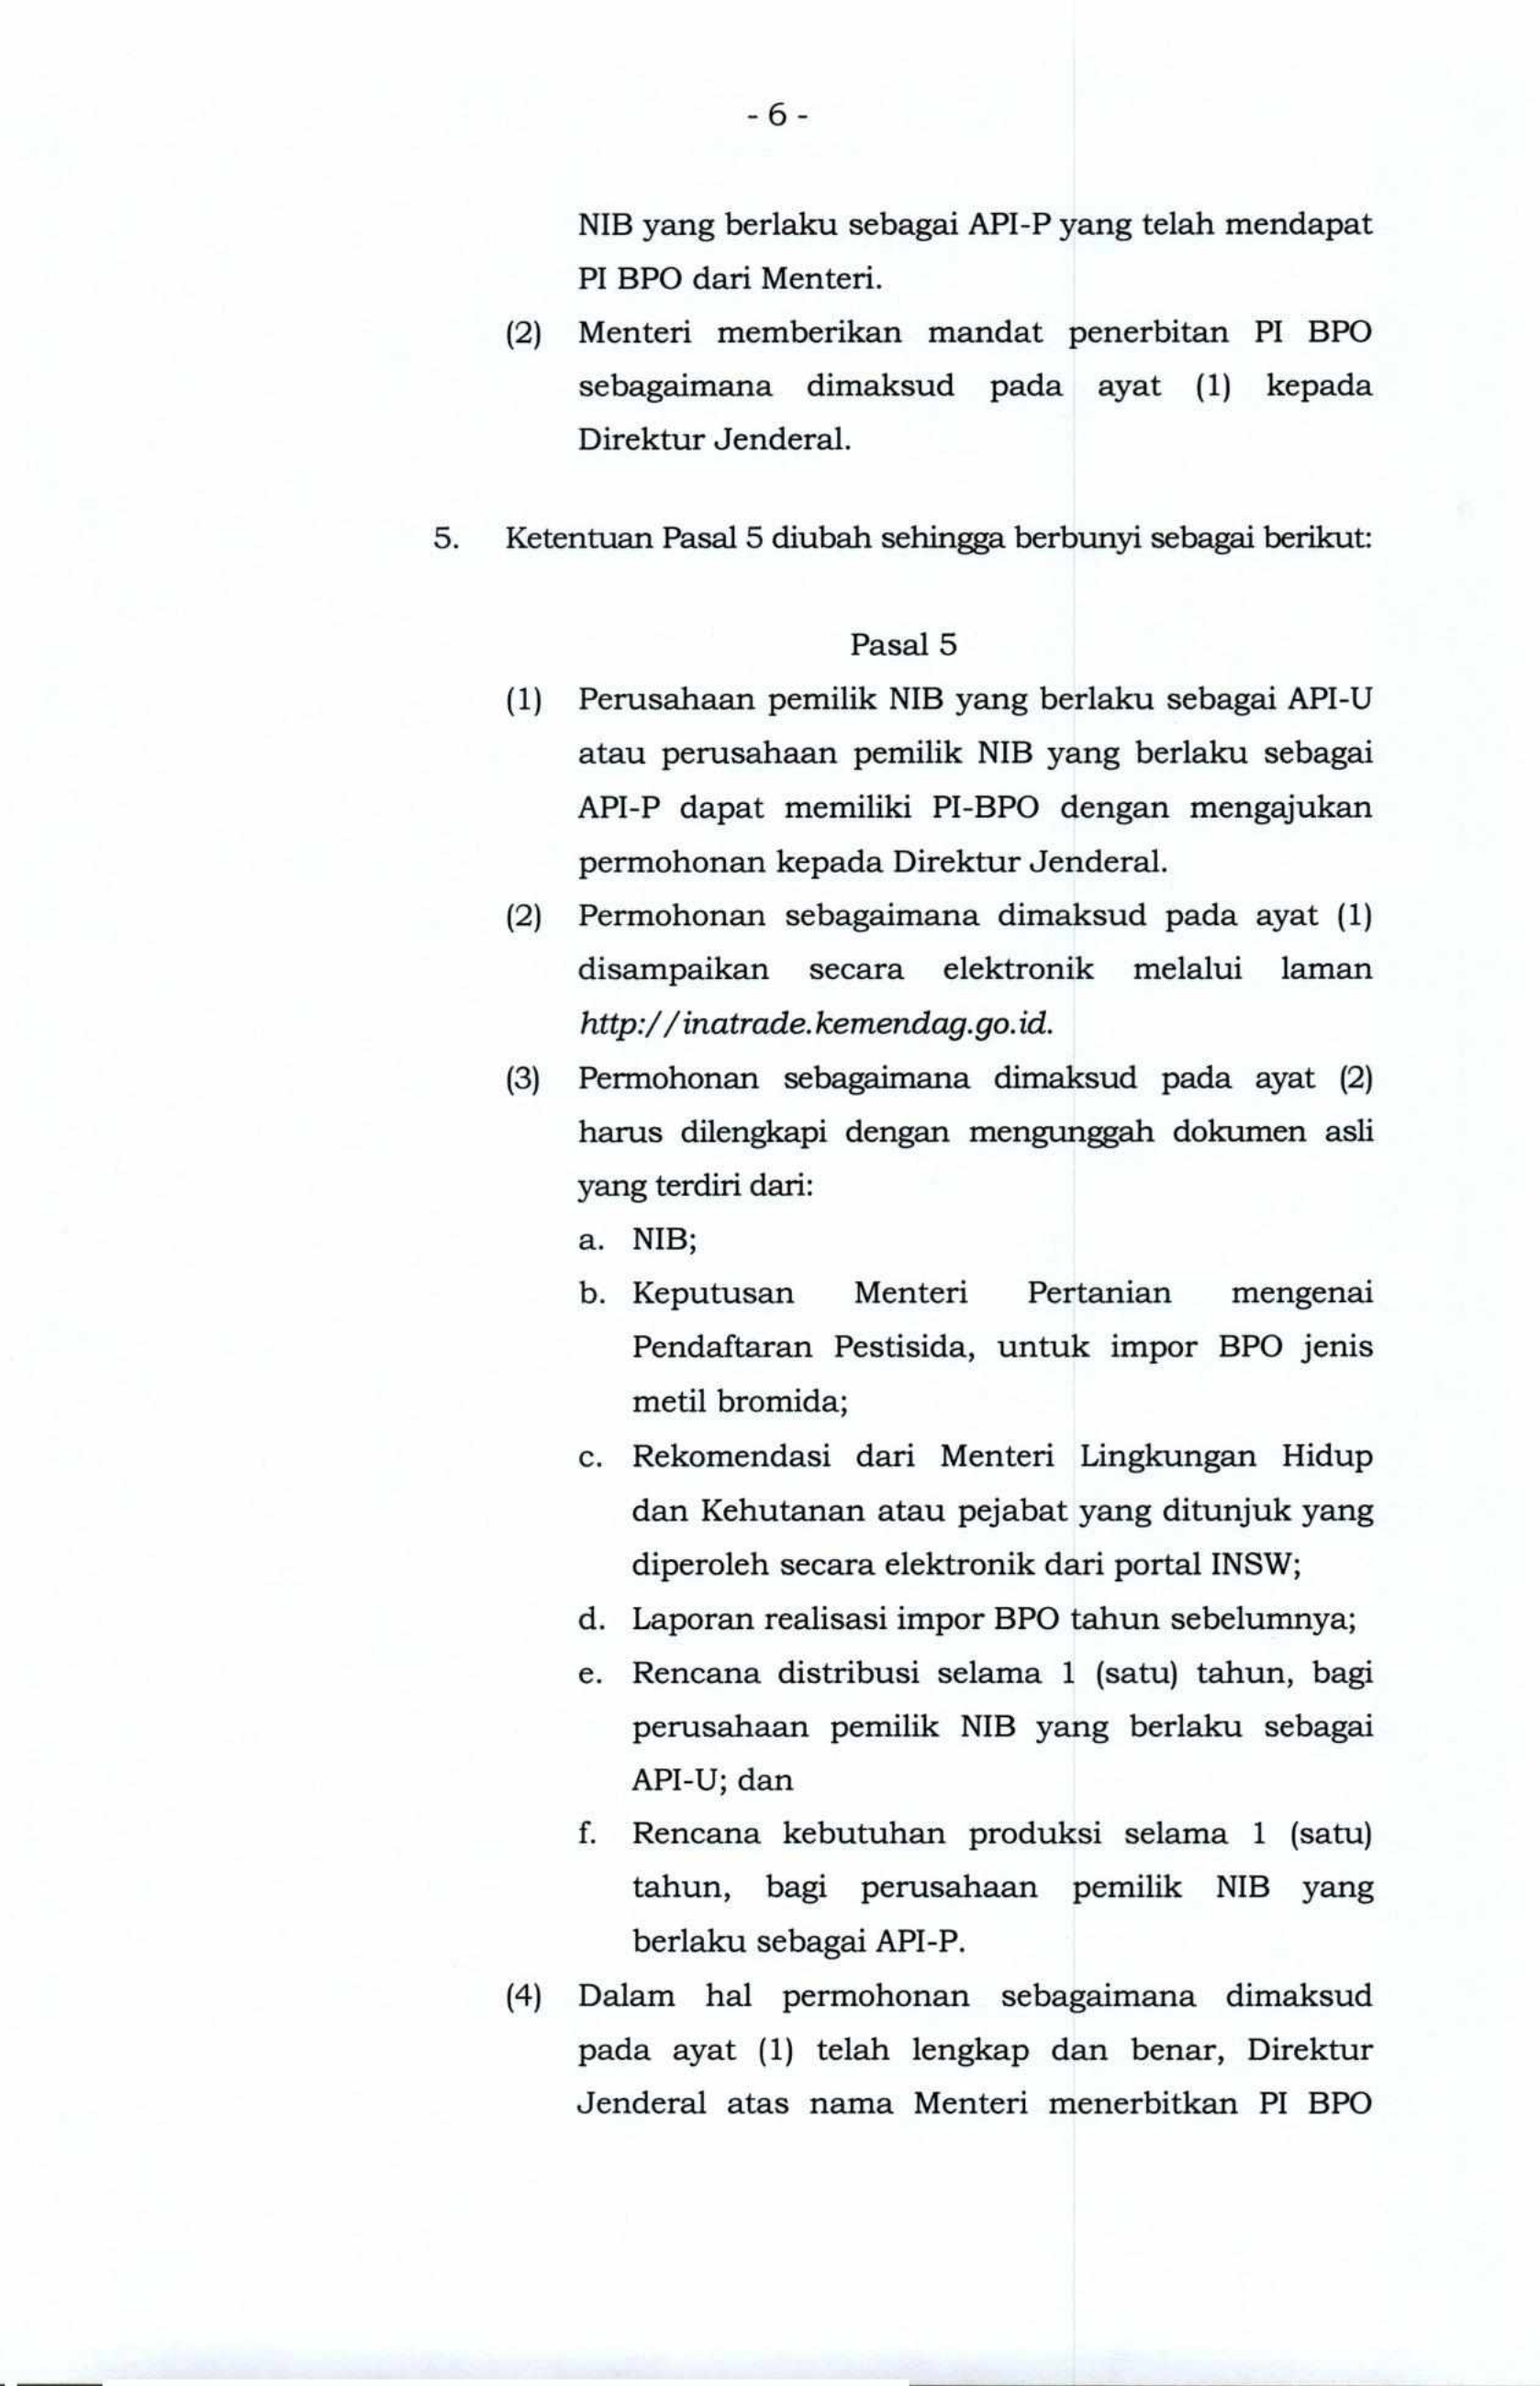 - 6 -
NIB yang berlaku sebagai API-P yang telah mendapat
PI BPO dari Menteri.
(2) Menteri memberikan mandat penerbitan PI BPO
sebagaimana dimaksud pada ayat (1) kepada
Direktur Jenderal.
5. Ketentuan Pasal 5 diubah sehingga berbunyi sebagai berikut:
Pasal 5
(1) Perusahaan pemilik NIB yang berlaku sebagai API-U
atau perusahaan pemilik NIB yang berlaku sebagai
API-P dapat memiliki PI-BPO dengan mengajukan
permohonan kepada Direktur Jenderal.
(2) Permohonan sebagaimana dimaksud pada ayat (1)
disampaikan secara elektronik melalui laman
http://inatrade.kemendag.go.id.
(3) Permohonan sebagaimana dimaksud pada ayat (2)
harus dilengkapi dengan mengunggah dokumen asli
yang terdiri dari:
a. NIB;
b. Keputusan Menteri Pertanian mengenai
Pendaftaran Pestisida, untuk impor BPO jenis
metil bromida;
c. Rekomendasi dari Menteri Lingkungan Hidup
dan Kehutanan atau pejabat yang ditunjuk yang
diperoleh secara elektronik dari portal INSW;
d. Laporan realisasi impor BPO tahun sebelumnya;
e. Rencana distribusi selama 1 (satu) tahun, bagi
perusahaan pemilik NIB yang berlaku sebagai
API-U; dan
f. Rencana kebutuhan produksi selama 1 (satu)
tahun, bagi perusahaan pemilik NIB yang
berlaku sebagai API-P.
(4) Dalam hal permohonan sebagaimana dimaksud
pada ayat (1) telah lengkap dan benar, Direktur
Jenderal atas nama Menteri menerbitkan PI BPO